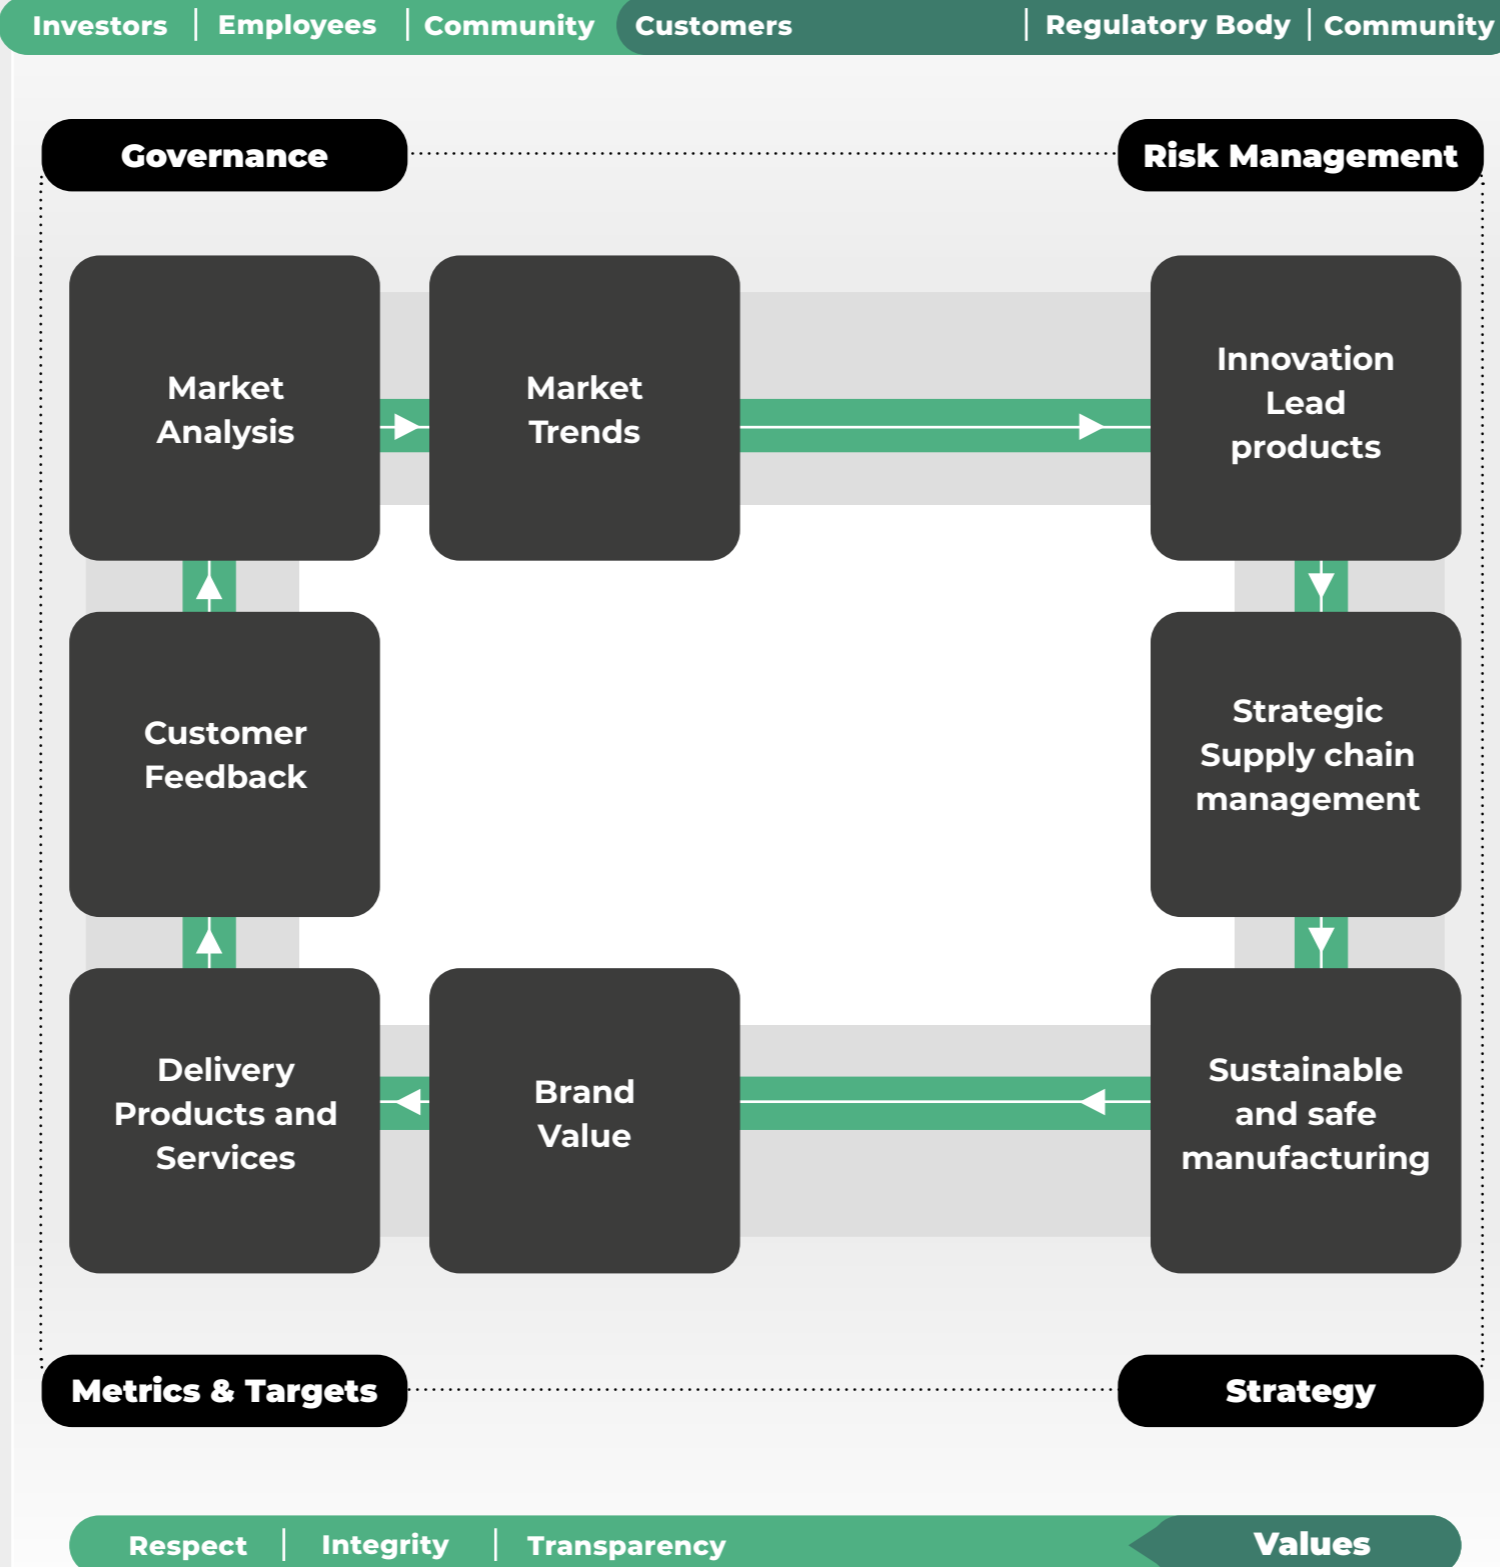 Investors | Employees | Community Customers | Regulatory Body | Community
Governance
Risk Management
Market
Analysis
Market
Trends
Innovation
Lead
products
Customer
Feedback
Strategic
Supply chain
management
Delivery
Products and
Services
Brand
Value
Sustainable
and safe
manufacturing
Metrics & Targets
Strategy
Respect | Integrity | Transparency
Values